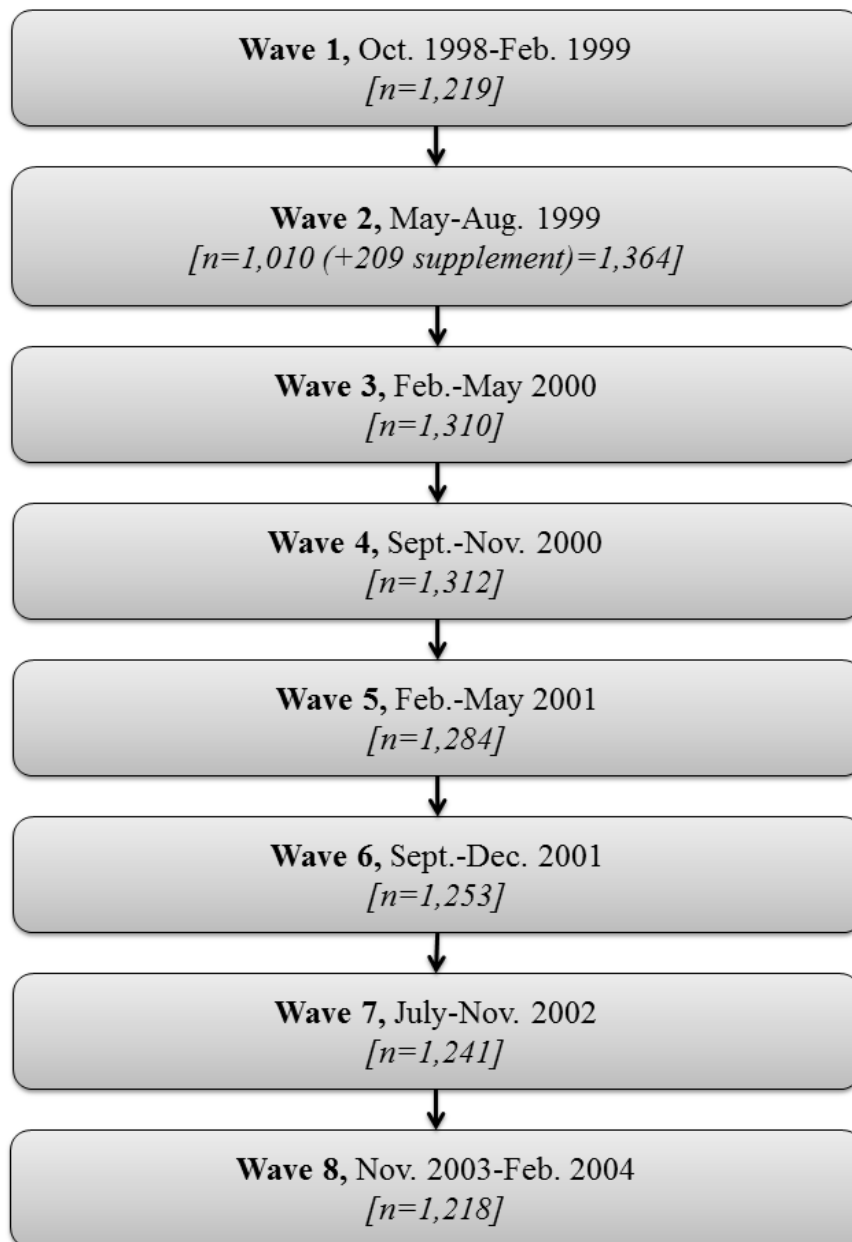 Wave 1, Oct. 1998-Feb. 1999
[n=1,219]
Wave 2, May-Aug. 1999
[n=1,010 (+209 supplement)=1,364]
Wave 3, Feb.-May 2000
[n=1,310]
Wave 4, Sept.-Nov. 2000
[n=1,312]
Wave 5, Feb.-May 2001
[n=1,284]
Wave 6, Sept.-Dec. 2001
[n=1,253]
Wave 7, July-Nov. 2002
[n=1,241]
Wave 8, Nov. 2003-Feb. 2004
[n=1,218]